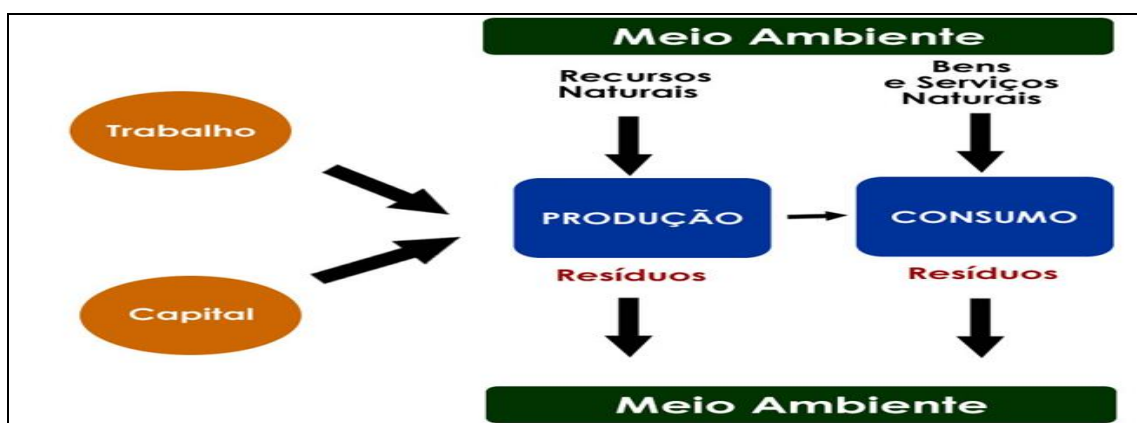 Meio Ambiente
Recursos
Naturais
Bens
e Serviços
Naturais
Trabalho
PRODUÇÃO
CONSUMO
Resíduos
Resíduos
Capital
Meio Ambiente